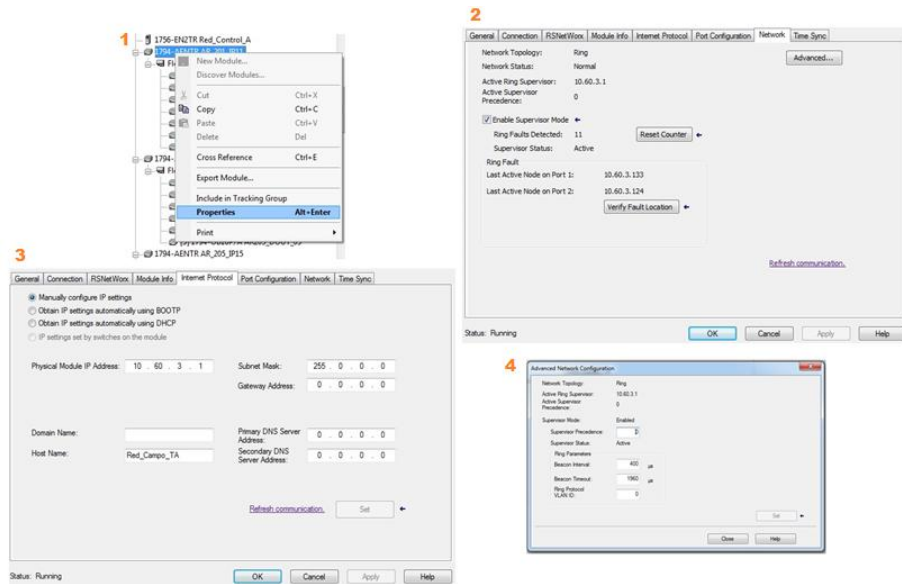 1
1756-EN2TR Red_Control_A
1794-AENTR AR_201_IP11
New Module...
Discover Modules...
Cut Ctrl+X
Copy Ctrl+C
Paste Ctrl+V
Delete Del
Cross Reference Ctrl+E
Export Module...
Include in Tracking Group
Properties Alt+Enter
Print
1794-AENTR AR_205_IP15
2
General Connection RSNetWorx Module Info Internet Protocol Port Configuration Network Time Sync
Network Topology: Ring
Advanced...
Network Status: Normal
Active Ring Supervisor: 10.60.3.1
Active Supervisor Precedence: 0
Enable Supervisor Mode
Ring Faults Detected: 11
Reset Counter
Supervisor Status: Active
Ring Fault
Last Active Node on Port 1: 10.60.3.133
Last Active Node on Port 2: 10.60.3.124
Verify Fault Location
Refresh communication.
Status: Running
OK Cancel Apply Help
3
General Connection RSNetWorx Module Info Internet Protocol Port Configuration Network Time Sync
Manually configure IP settings
Obtain IP settings automatically using BOOTP
Obtain IP settings automatically using DHCP
IP settings set by switches on the module
Physical Module IP Address: 10 . 60 . 3 . 1
Subnet Mask: 255 . 0 . 0 . 0
Gateway Address: 0 . 0 . 0 . 0
Domain Name:
Primary DNS Server Address: 0 . 0 . 0 . 0
Host Name: Red_Campo_TA
Secondary DNS Server Address: 0 . 0 . 0 . 0
Refresh communication.
Set
Status: Running
OK Cancel Apply Help
4
Advanced Network Configuration
Network Topology: Ring
Active Ring Supervisor: 10.60.3.1
Active Supervisor Precedence: 0
Supervisor Mode: Enabled
Supervisor Precedence:
Supervisor Status: Active
Ring Parameters
Beacon Interval: 400 µs
Beacon Timeout: 1960 µs
Ring Protocol VLAN ID: 0
Set
Close Help